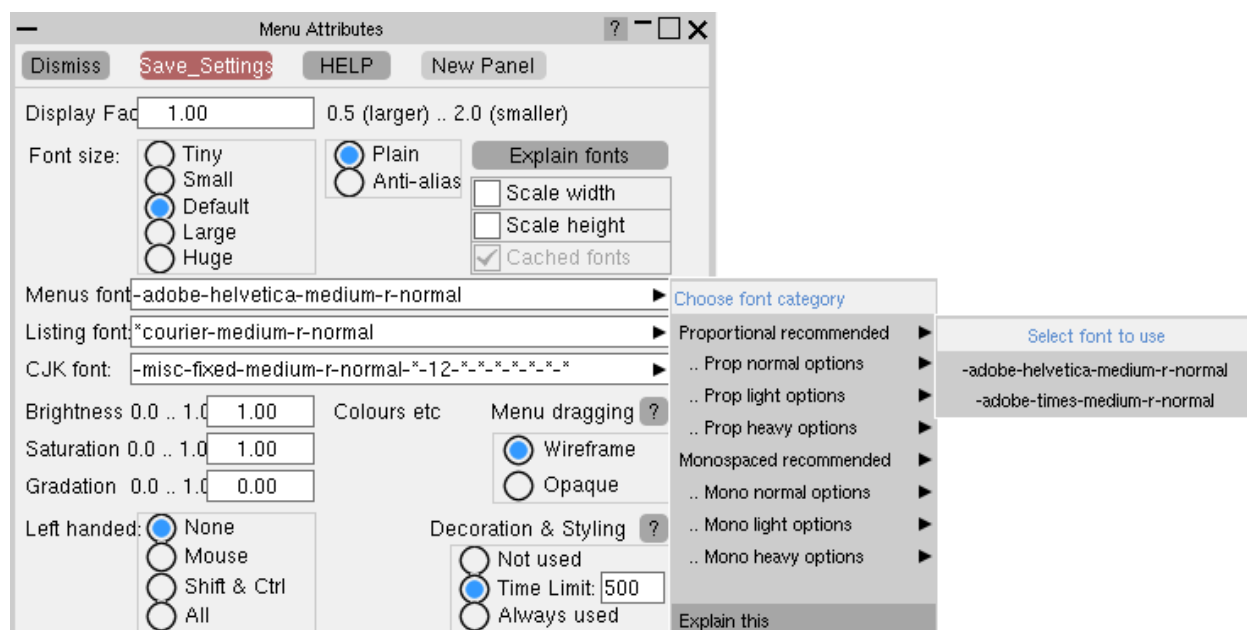 Menu Attributes ?
Dismiss Save_Settings HELP New Panel
Display Fac 1.00 0.5 (larger) .. 2.0 (smaller)
Font size: Tiny Plain Explain fonts
Small Anti-alias Scale width
Default Scale height
Large Cached fonts
Huge
Menus font -adobe-helvetica-medium-r-normal
Listing font: *courier-medium-r-normal
CJK font: -misc-fixed-medium-r-normal-*-12-*-*-*-*-*-*
Brightness 0.0 .. 1.0 1.00 Colours etc Menu dragging ?
Saturation 0.0 .. 1.0 1.00 Wireframe
Gradation 0.0 .. 1.0 0.00 Opaque
Left handed: None Decoration & Styling ?
Mouse Not used
Shift & Ctrl Time Limit: 500
All Always used
Choose font category
Proportional recommended
.. Prop normal options
.. Prop light options
.. Prop heavy options
Monospaced recommended
.. Mono normal options
.. Mono light options
.. Mono heavy options
Explain this
Select font to use
-adobe-helvetica-medium-r-normal
-adobe-times-medium-r-normal